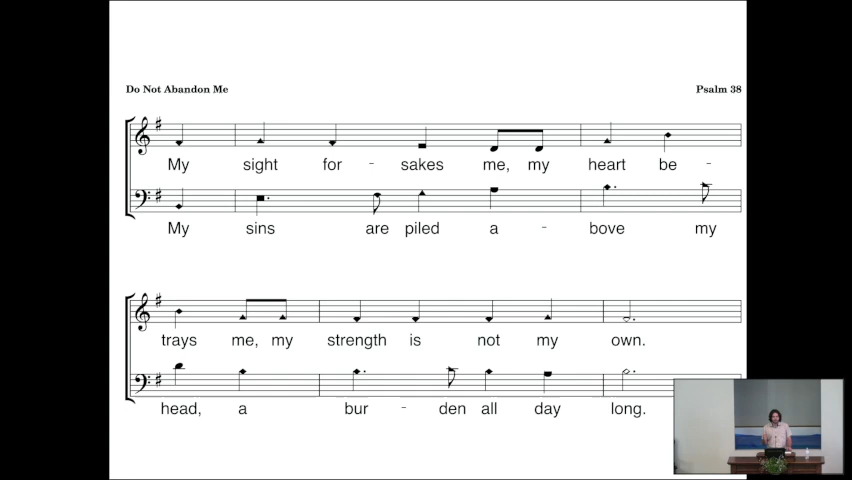 Do Not Abandon Me Psalm 38
My sight for - sakes me, my heart be -
My sins are piled a - bove my
trays me, my strength is not my own.
head, a bur - den all day long.